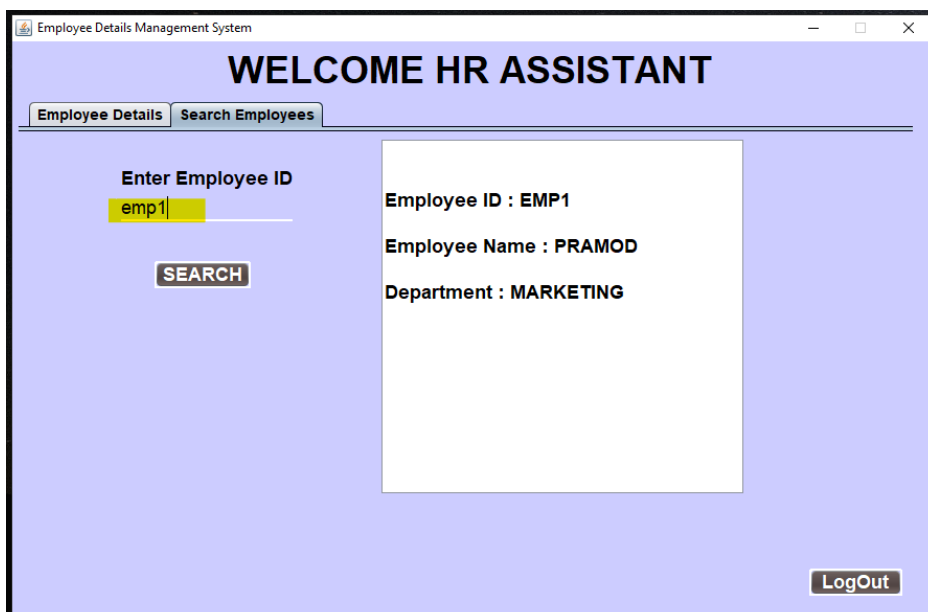 Employee Details Management System
WELCOME HR ASSISTANT
Employee Details
Search Employees
Enter Employee ID
emp1
SEARCH
Employee ID : EMP1
Employee Name : PRAMOD
Department : MARKETING
LogOut